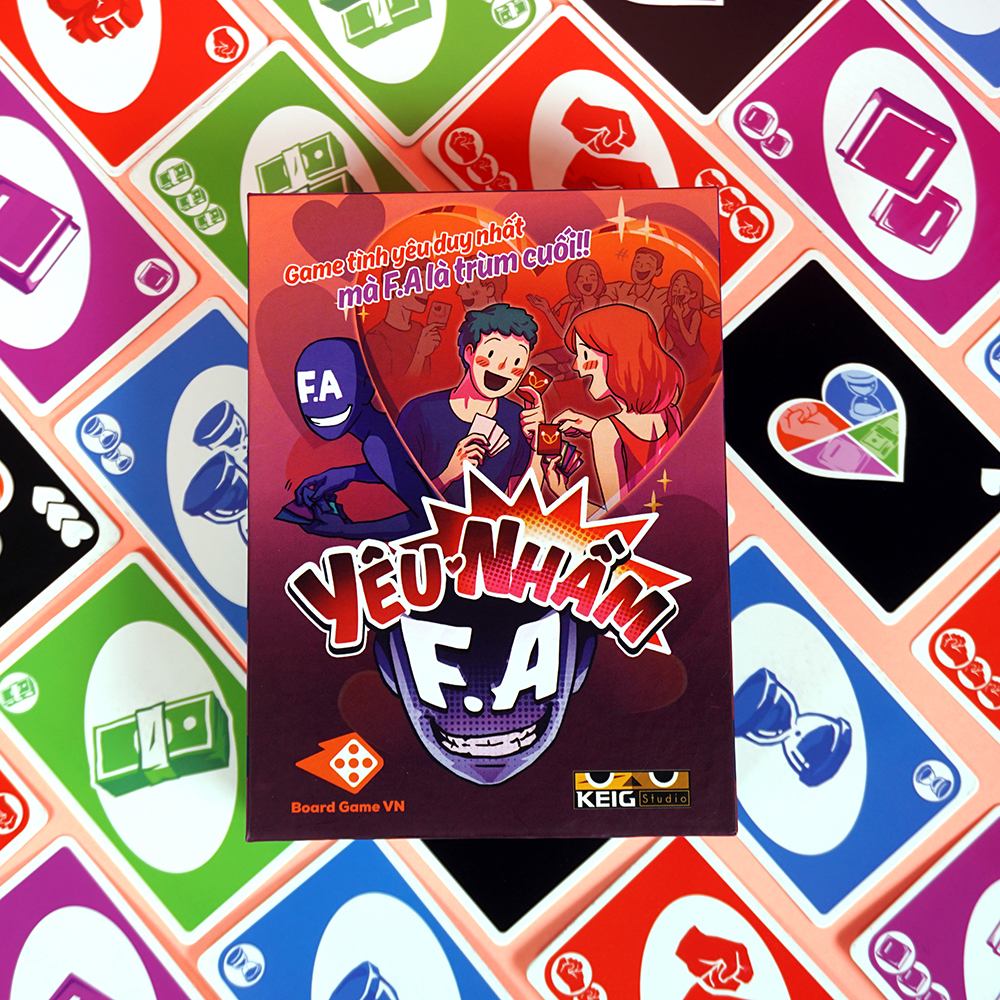 Game tình yêu duy nhất
mà F.A là trùm cuối!!
F.A
YÊU NHẦM
F.A
Board Game VN
KEIG Studio